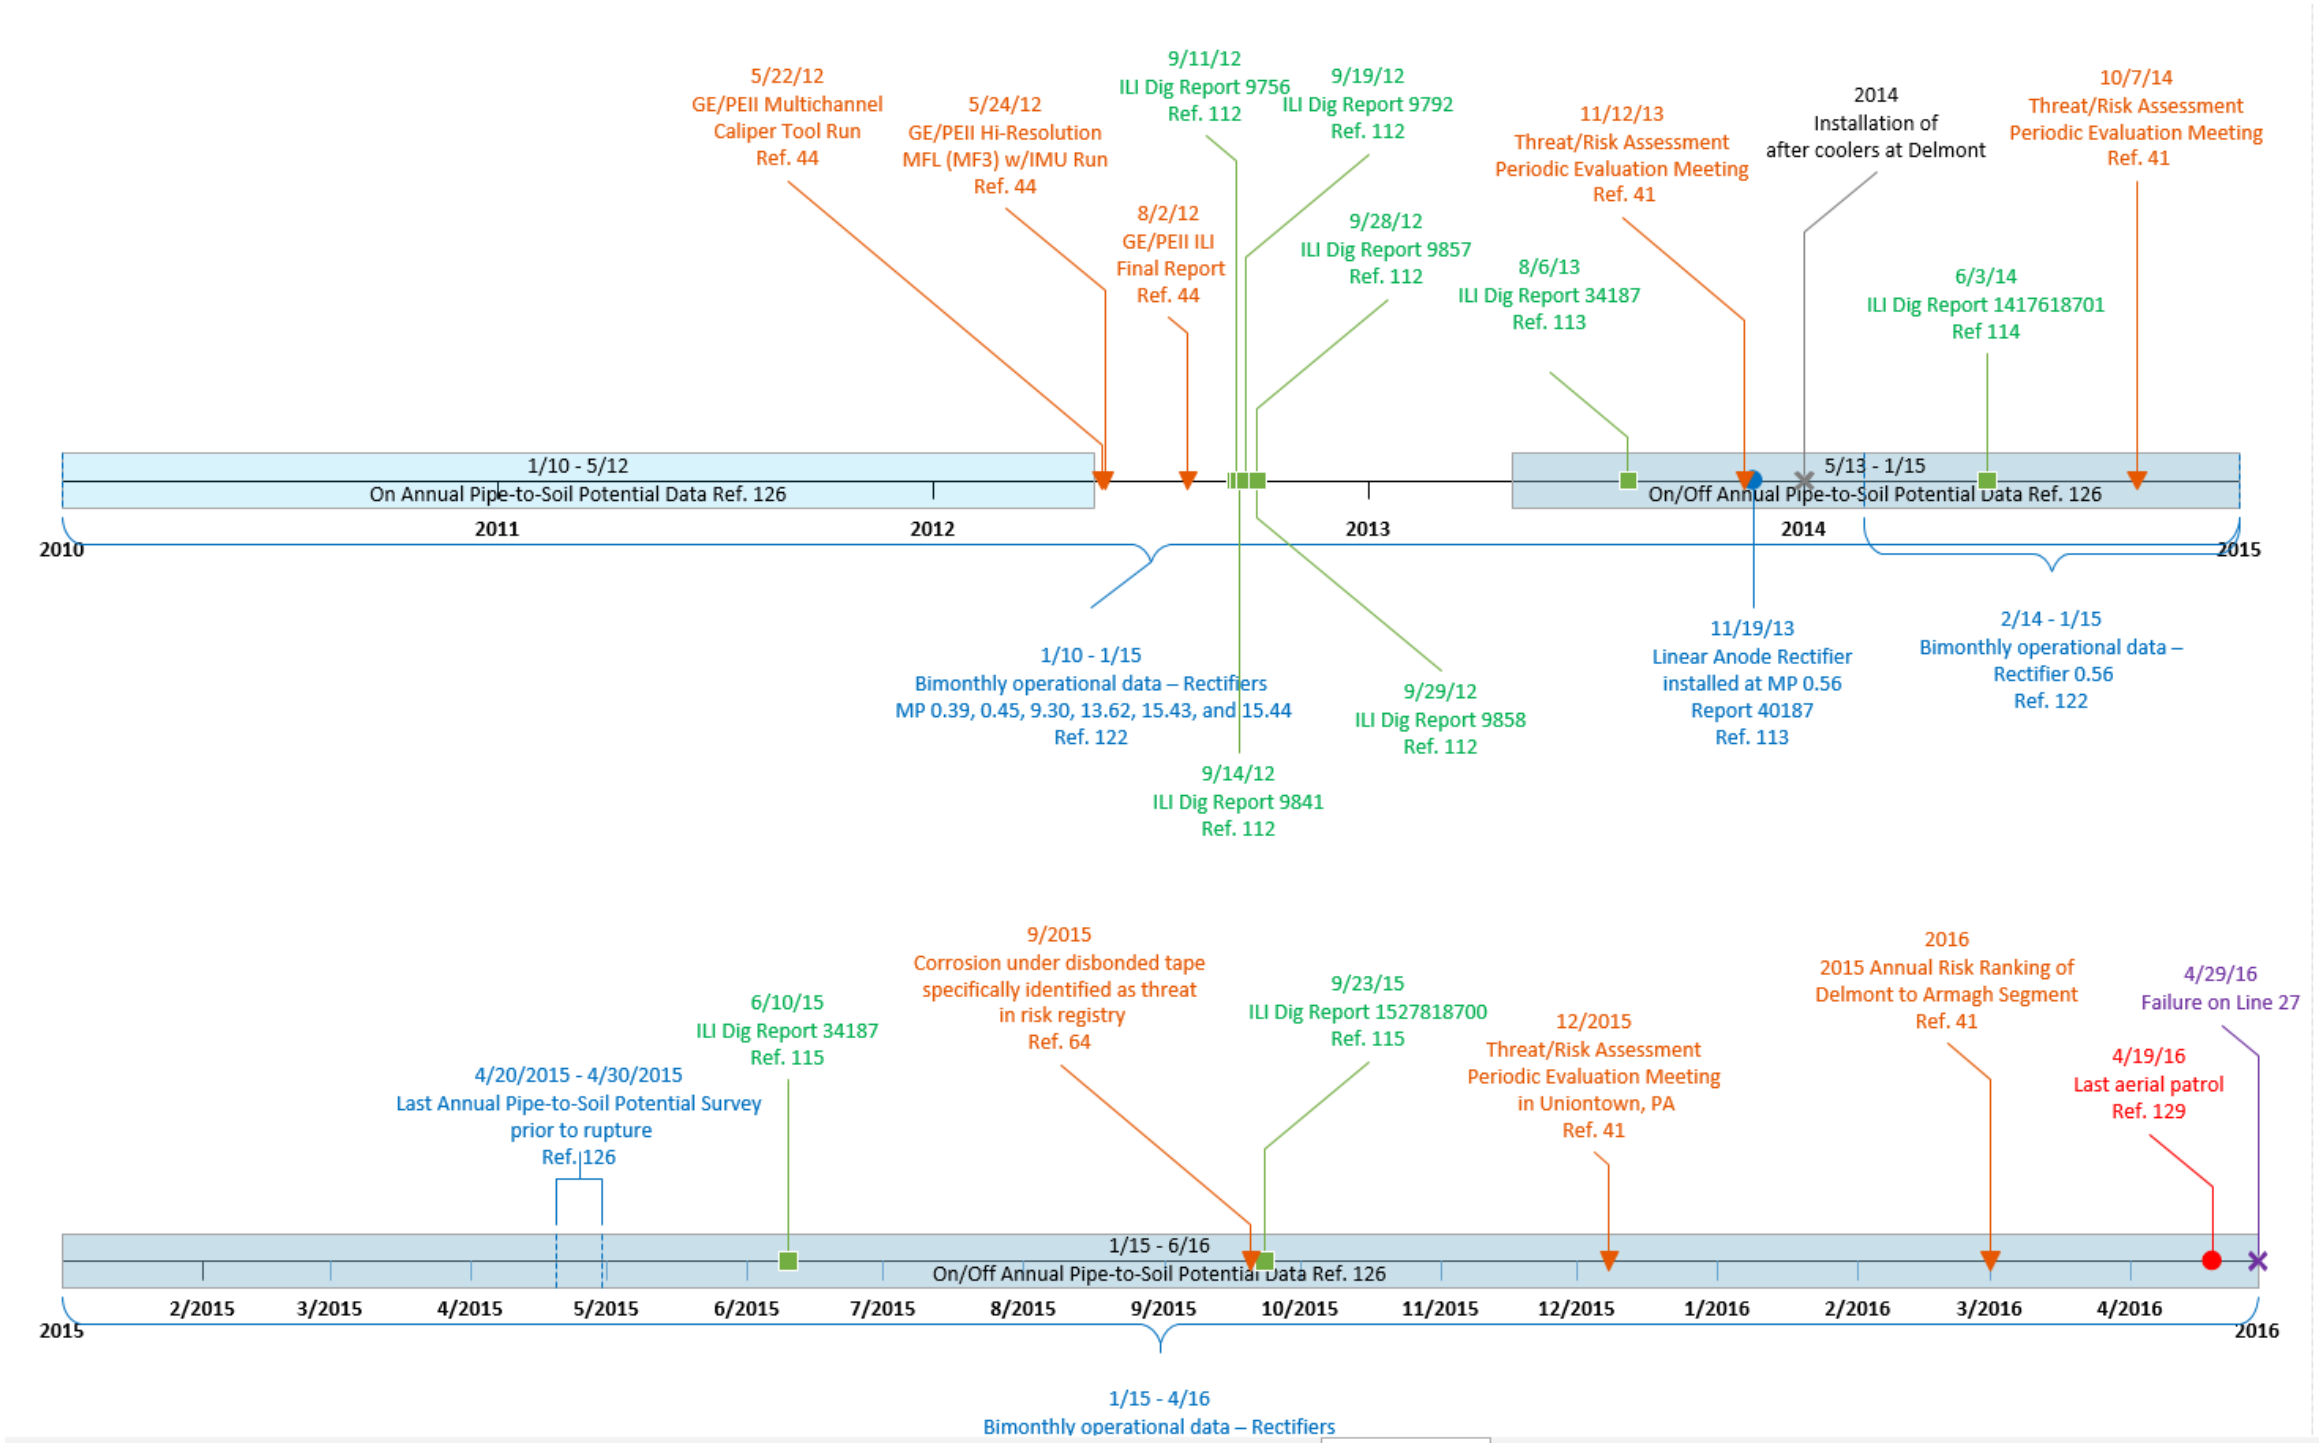 5/22/12
GE/PEII Multichannel
Caliper Tool Run
Ref. 44
5/24/12
GE/PEII Hi-Resolution
MFL (MF3) w/IMU Run
Ref. 44
8/2/12
GE/PEII ILI
Final Report
Ref. 44
9/11/12
ILI Dig Report 9756
Ref. 112
9/19/12
ILI Dig Report 9792
Ref. 112
9/28/12
ILI Dig Report 9857
Ref. 112
8/6/13
ILI Dig Report 34187
Ref. 113
11/12/13
Threat/Risk Assessment
Periodic Evaluation Meeting
Ref. 41
2014
Installation of
after coolers at Delmont
6/3/14
ILI Dig Report 1417618701
Ref 114
10/7/14
Threat/Risk Assessment
Periodic Evaluation Meeting
Ref. 41
1/10 - 5/12
On Annual Pipe-to-Soil Potential Data Ref. 126
5/13 - 1/15
On/Off Annual Pipe-to-Soil Potential Data Ref. 126
2010
2011
2012
2013
2014
2015
1/10 - 1/15
Bimonthly operational data – Rectifiers
MP 0.39, 0.45, 9.30, 13.62, 15.43, and 15.44
Ref. 122
9/14/12
ILI Dig Report 9841
Ref. 112
9/29/12
ILI Dig Report 9858
Ref. 112
11/19/13
Linear Anode Rectifier
installed at MP 0.56
Report 40187
Ref. 113
2/14 - 1/15
Bimonthly operational data –
Rectifier 0.56
Ref. 122
4/20/2015 - 4/30/2015
Last Annual Pipe-to-Soil Potential Survey
prior to rupture
Ref. 126
6/10/15
ILI Dig Report 34187
Ref. 115
9/2015
Corrosion under disbonded tape
specifically identified as threat
in risk registry
Ref. 64
9/23/15
ILI Dig Report 1527818700
Ref. 115
12/2015
Threat/Risk Assessment
Periodic Evaluation Meeting
in Uniontown, PA
Ref. 41
2016
2015 Annual Risk Ranking of
Delmont to Armagh Segment
Ref. 41
4/19/16
Last aerial patrol
Ref. 129
4/29/16
Failure on Line 27
1/15 - 6/16
On/Off Annual Pipe-to-Soil Potential Data Ref. 126
2015
2/2015
3/2015
4/2015
5/2015
6/2015
7/2015
8/2015
9/2015
10/2015
11/2015
12/2015
1/2016
2/2016
3/2016
4/2016
2016
1/15 - 4/16
Bimonthly operational data – Rectifiers